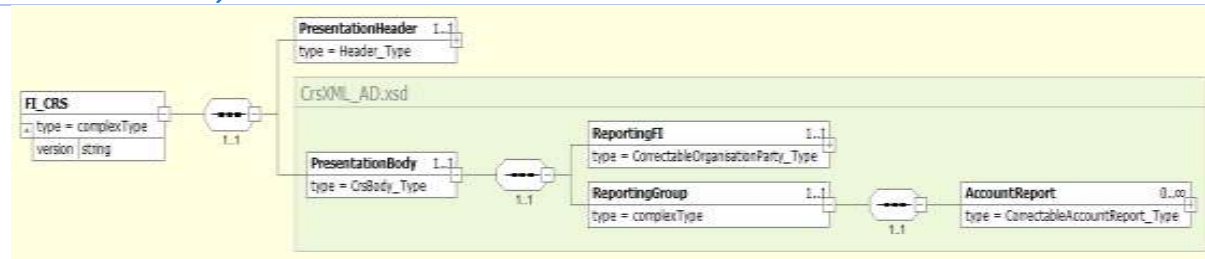 PresentationHeader 1..1
type = Header_Type
CrsXML_AD.xsd
FI_CRS
type = complexType
version string
1..1
PresentationBody 1..1
type = CrsBody_Type
1..1
ReportingFI 1..1
type = CorrectableOrganisationParty_Type
ReportingGroup 1..1
type = complexType
1..1
AccountReport 0..∞
type = CorrectableAccountReport_Type